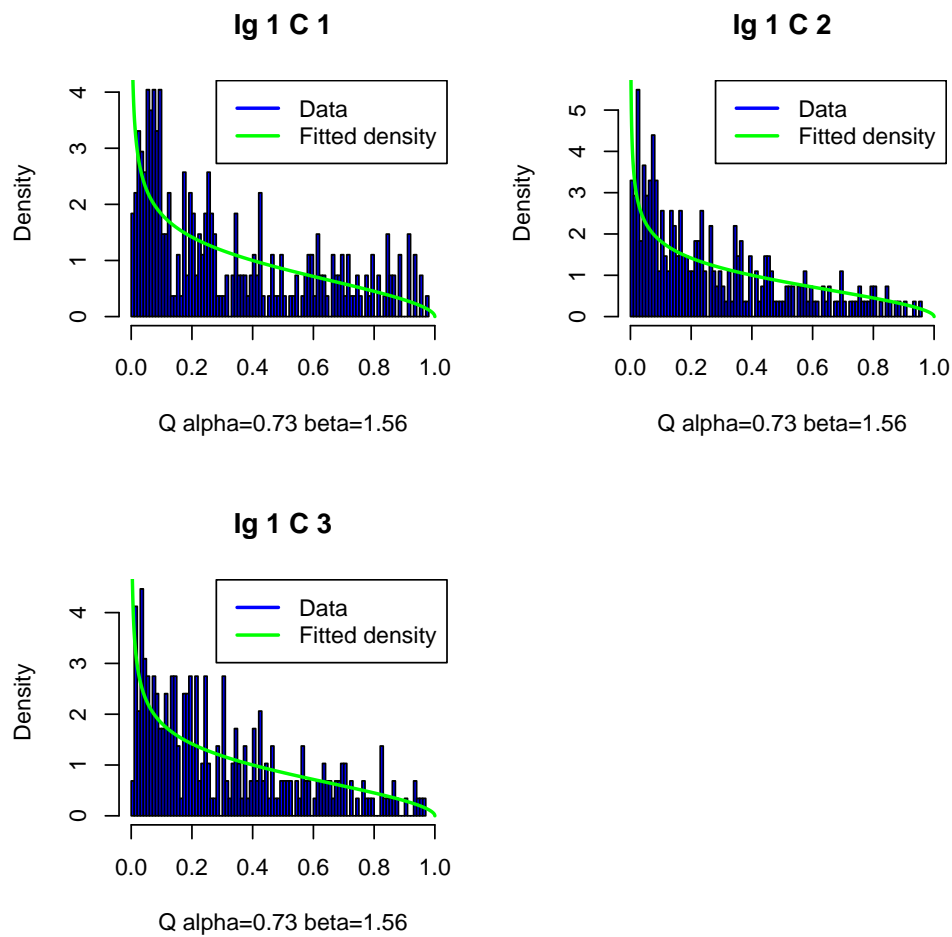 Ig 1 C 1
Density
0 1 2 3 4
Data
Fitted density
0.0 0.2 0.4 0.6 0.8 1.0
Q alpha=0.73 beta=1.56
Ig 1 C 2
Density
0 1 2 3 4 5
Data
Fitted density
0.0 0.2 0.4 0.6 0.8 1.0
Q alpha=0.73 beta=1.56
Ig 1 C 3
Density
0 1 2 3 4
Data
Fitted density
0.0 0.2 0.4 0.6 0.8 1.0
Q alpha=0.73 beta=1.56